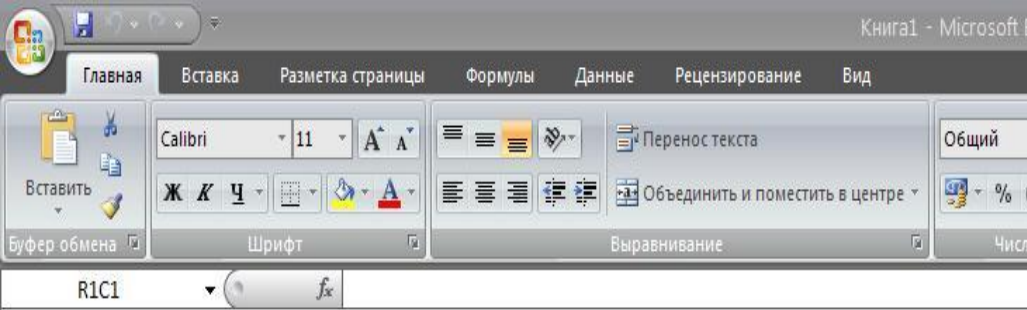 Книга1 - Microsoft
Главная Вставка Разметка страницы Формулы Данные Рецензирование Вид
Calibri 11 A A Перенос текста Общий
Вставить Ж К Ч A Объединить и поместить в центре %
Буфер обмена Шрифт Выравнивание Числ
R1C1 fx